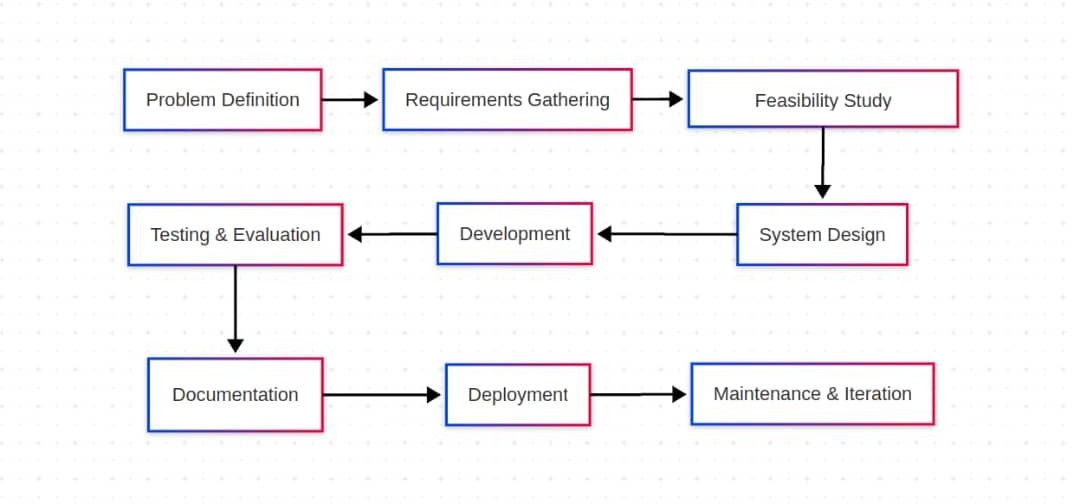 Problem Definition
Requirements Gathering
Feasibility Study
System Design
Development
Testing & Evaluation
Documentation
Deployment
Maintenance & Iteration